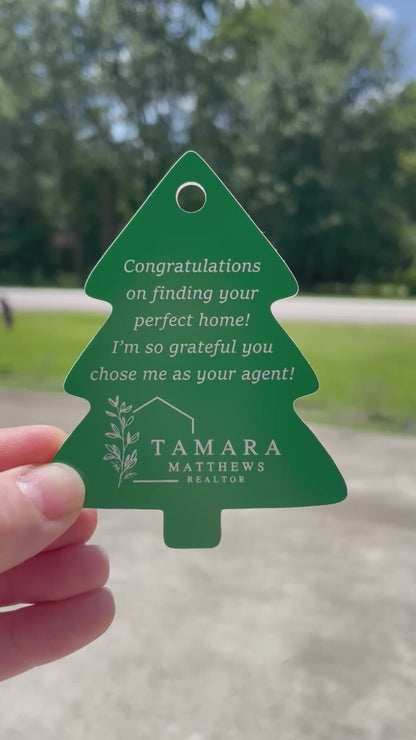 Congratulations
on finding your
perfect home!
I'm so grateful you
chose me as your agent!
TAMARA
MATTHEWS
REALTOR